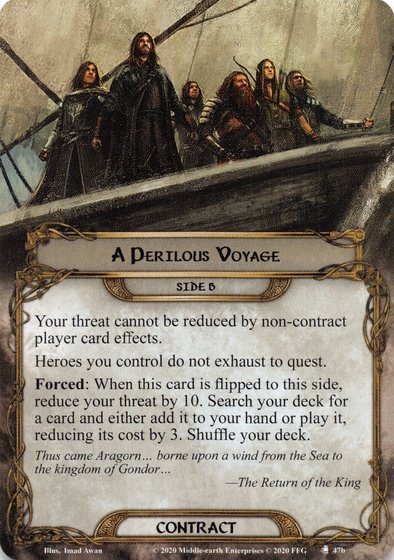 A Perilous Voyage
SIDE B
Your threat cannot be reduced by non-contract
player card effects.
Heroes you control do not exhaust to quest.
Forced: When this card is flipped to this side,
reduce your threat by 10. Search your deck for
a card and either add it to your hand or play it,
reducing its cost by 3. Shuffle your deck.
Thus came Aragorn… borne upon a wind from the Sea to
the kingdom of Gondor…
—The Return of the King
CONTRACT
Illus. Imad Awan © 2020 Middle-earth Enterprises © 2020 FFG 47b